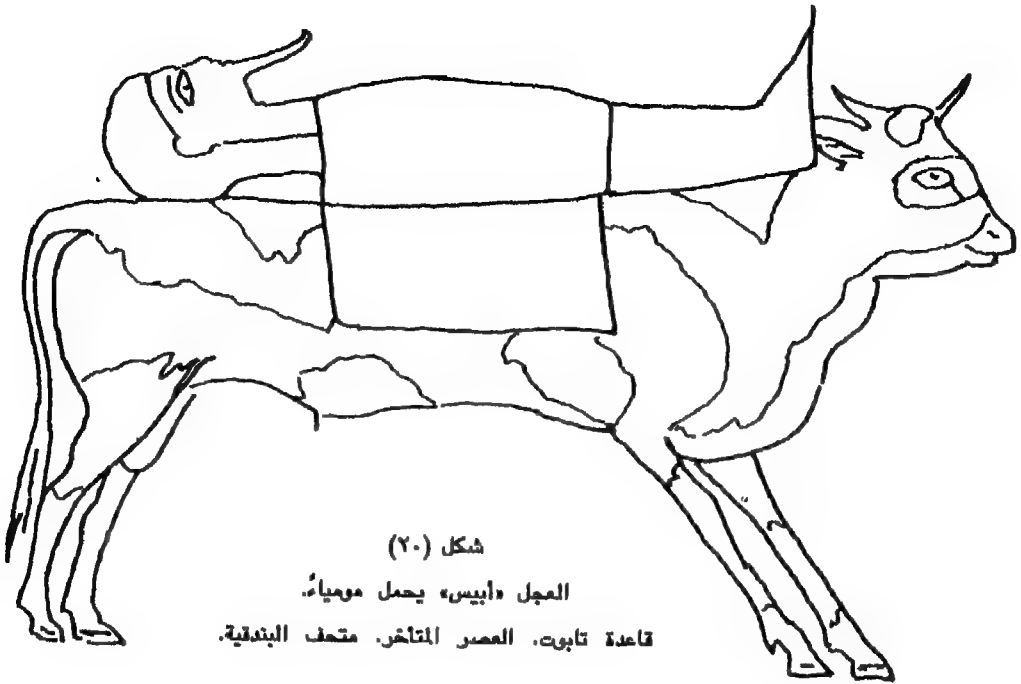 شكل (٢٠)
العجل «أبيس» يحمل مومياءً.
قاعدة تابوت. العصر المتأخر. متحف البندقية.